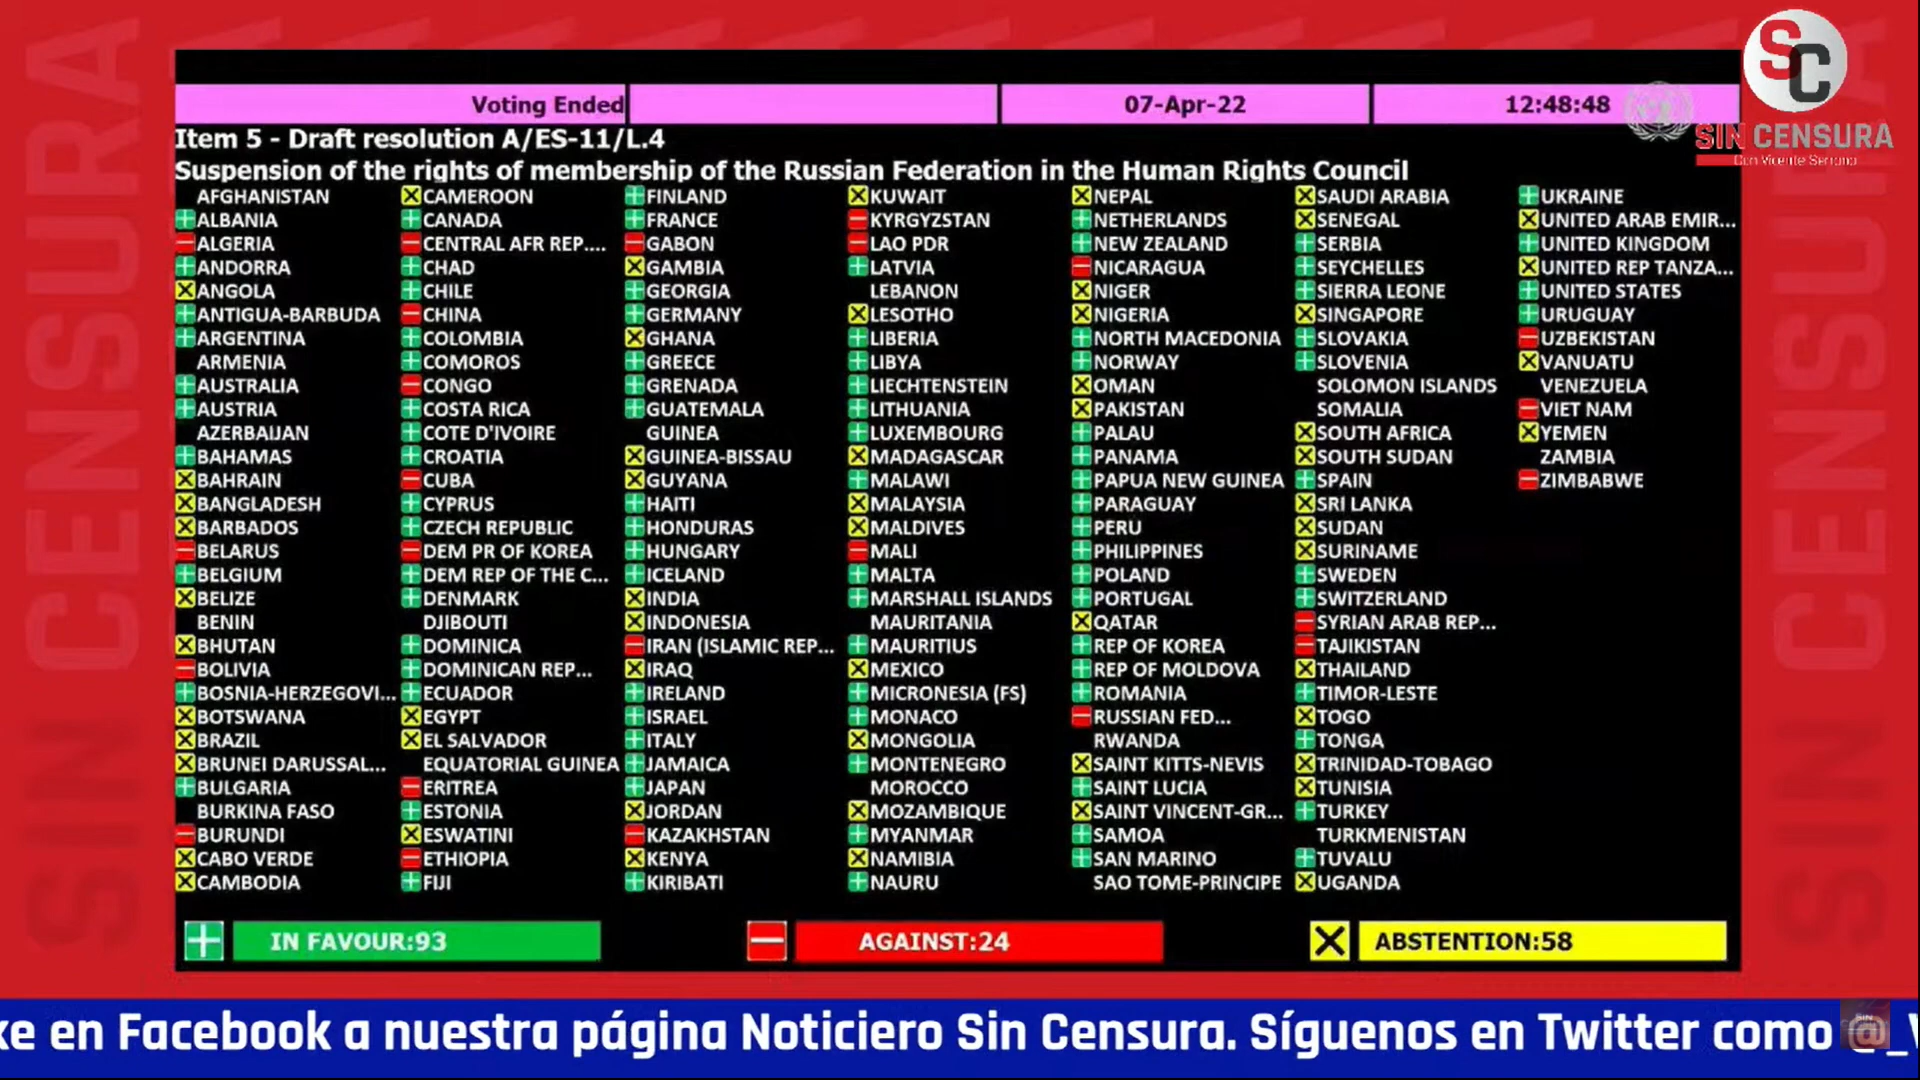 Voting Ended 07-Apr-22 12:48:48
Item 5 - Draft resolution A/ES-11/L.4
Suspension of the rights of membership of the Russian Federation in the Human Rights Council
AFGHANISTAN
ALBANIA
ALGERIA
ANDORRA
ANGOLA
ANTIGUA-BARBUDA
ARGENTINA
ARMENIA
AUSTRALIA
AUSTRIA
AZERBAIJAN
BAHAMAS
BAHRAIN
BANGLADESH
BARBADOS
BELARUS
BELGIUM
BELIZE
BENIN
BHUTAN
BOLIVIA
BOSNIA-HERZEGOVI...
BOTSWANA
BRAZIL
BRUNEI DARUSSAL...
BULGARIA
BURKINA FASO
BURUNDI
CABO VERDE
CAMBODIA
CAMEROON
CANADA
CENTRAL AFR REP....
CHAD
CHILE
CHINA
COLOMBIA
COMOROS
CONGO
COSTA RICA
COTE D'IVOIRE
CROATIA
CUBA
CYPRUS
CZECH REPUBLIC
DEM PR OF KOREA
DEM REP OF THE C...
DENMARK
DJIBOUTI
DOMINICA
DOMINICAN REP...
ECUADOR
EGYPT
EL SALVADOR
EQUATORIAL GUINEA
ERITREA
ESTONIA
ESWATINI
ETHIOPIA
FIJI
FINLAND
FRANCE
GABON
GAMBIA
GEORGIA
GERMANY
GHANA
GREECE
GRENADA
GUATEMALA
GUINEA
GUINEA-BISSAU
GUYANA
HAITI
HONDURAS
HUNGARY
ICELAND
INDIA
INDONESIA
IRAN (ISLAMIC REP...
IRAQ
IRELAND
ISRAEL
ITALY
JAMAICA
JAPAN
JORDAN
KAZAKHSTAN
KENYA
KIRIBATI
KUWAIT
KYRGYZSTAN
LAO PDR
LATVIA
LEBANON
LESOTHO
LIBERIA
LIBYA
LIECHTENSTEIN
LITHUANIA
LUXEMBOURG
MADAGASCAR
MALAWI
MALAYSIA
MALDIVES
MALI
MALTA
MARSHALL ISLANDS
MAURITANIA
MAURITIUS
MEXICO
MICRONESIA (FS)
MONACO
MONGOLIA
MONTENEGRO
MOROCCO
MOZAMBIQUE
MYANMAR
NAMIBIA
NAURU
NEPAL
NETHERLANDS
NEW ZEALAND
NICARAGUA
NIGER
NIGERIA
NORTH MACEDONIA
NORWAY
OMAN
PAKISTAN
PALAU
PANAMA
PAPUA NEW GUINEA
PARAGUAY
PERU
PHILIPPINES
POLAND
PORTUGAL
QATAR
REP OF KOREA
REP OF MOLDOVA
ROMANIA
RUSSIAN FED...
RWANDA
SAINT KITTS-NEVIS
SAINT LUCIA
SAINT VINCENT-GR...
SAMOA
SAN MARINO
SAO TOME-PRINCIPE
SAUDI ARABIA
SENEGAL
SERBIA
SEYCHELLES
SIERRA LEONE
SINGAPORE
SLOVAKIA
SLOVENIA
SOLOMON ISLANDS
SOMALIA
SOUTH AFRICA
SOUTH SUDAN
SPAIN
SRI LANKA
SUDAN
SURINAME
SWEDEN
SWITZERLAND
SYRIAN ARAB REP...
TAJIKISTAN
THAILAND
TIMOR-LESTE
TOGO
TONGA
TRINIDAD-TOBAGO
TUNISIA
TURKEY
TURKMENISTAN
TUVALU
UGANDA
UKRAINE
UNITED ARAB EMIR...
UNITED KINGDOM
UNITED REP TANZA...
UNITED STATES
URUGUAY
UZBEKISTAN
VANUATU
VENEZUELA
VIET NAM
YEMEN
ZAMBIA
ZIMBABWE
IN FAVOUR:93 AGAINST:24 ABSTENTION:58
SC
SIN CENSURA
Con Vicente Serrano
SIN CENSURA
SIN CENSURA
ke en Facebook a nuestra página Noticiero Sin Censura. Síguenos en Twitter como @_V